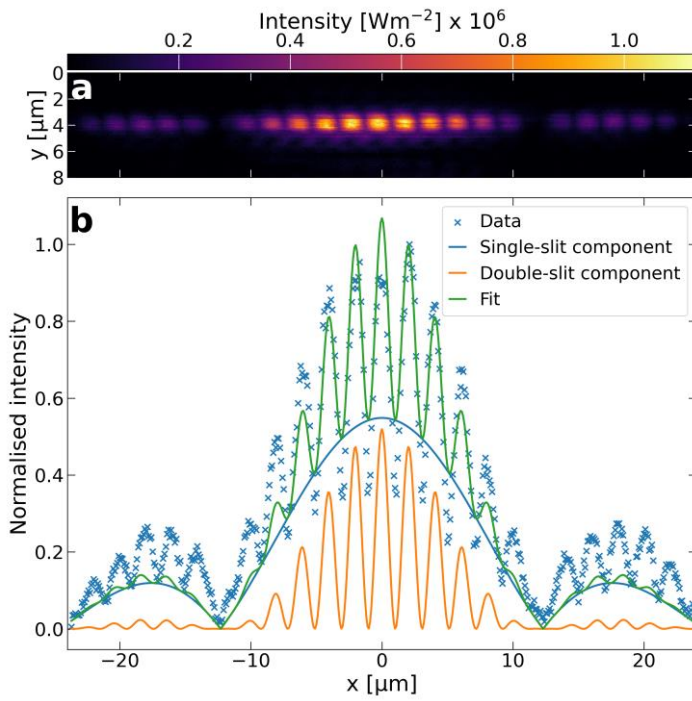 Intensity [Wm⁻²] x 10⁶
0.2 0.4 0.6 0.8 1.0
a
0
2
4
6
8
y [μm]
b
Data
Single-slit component
Double-slit component
Fit
1.0
0.8
0.6
0.4
0.2
0.0
Normalised intensity
−20 −10 0 10 20
x [μm]